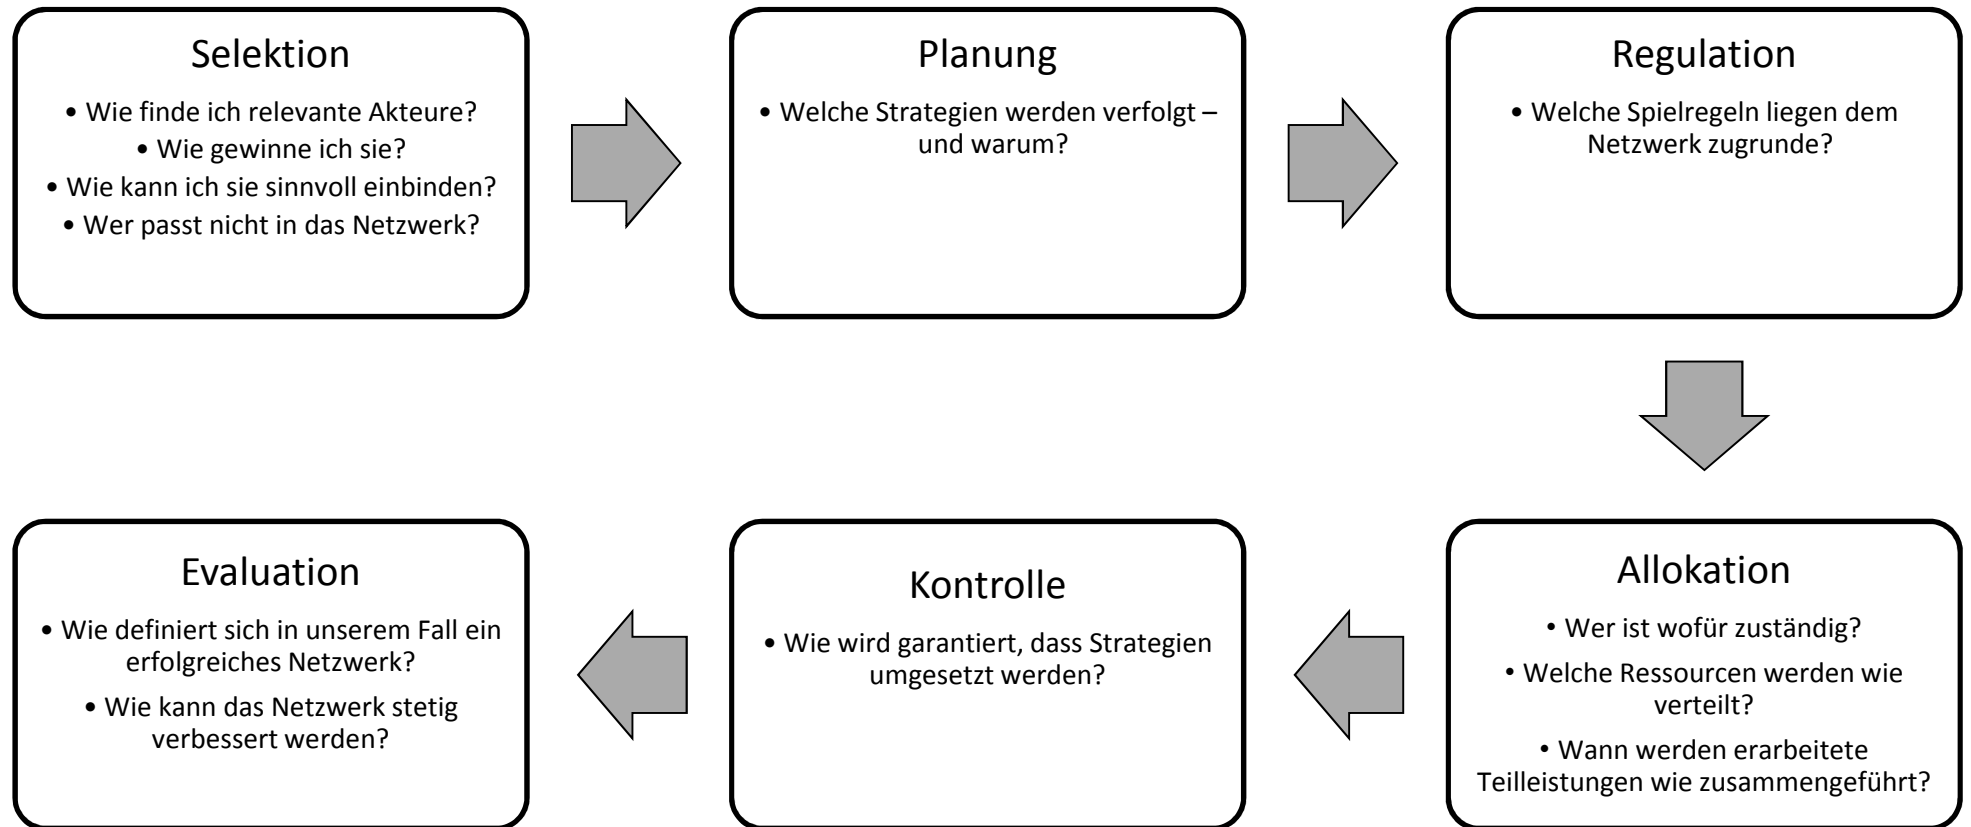 Selektion
• Wie finde ich relevante Akteure?
• Wie gewinne ich sie?
• Wie kann ich sie sinnvoll einbinden?
• Wer passt nicht in das Netzwerk?
Planung
• Welche Strategien werden verfolgt –
und warum?
Regulation
• Welche Spielregeln liegen dem
Netzwerk zugrunde?
Allokation
• Wer ist wofür zuständig?
• Welche Ressourcen werden wie
verteilt?
• Wann werden erarbeitete
Teilleistungen wie zusammengeführt?
Kontrolle
• Wie wird garantiert, dass Strategien
umgesetzt werden?
Evaluation
• Wie definiert sich in unserem Fall ein
erfolgreiches Netzwerk?
• Wie kann das Netzwerk stetig
verbessert werden?